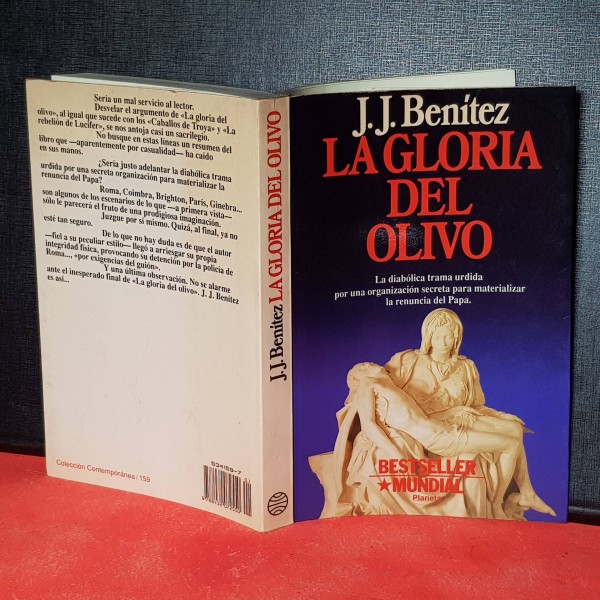 Sería un mal servicio al lector.
Desvelar el argumento de «La gloria del
olivo», al igual que sucede con los «Caballos de Troya» y «La
rebelión de Lucifer», se nos antoja casi un sacrilegio.
No busque en estas líneas un resumen del
libro que —aparentemente por casualidad— ha caído
en sus manos.
¿Sería justo adelantar la diabólica trama
urdida por una secreta organización para materializar la
renuncia del Papa?
Roma, Coimbra, Brighton, París, Ginebra...
son algunos de los escenarios de lo que —a primera vista—
sólo le parecerá el fruto de una prodigiosa imaginación.
Juzgue por sí mismo. Quizá, al final, ya no
esté tan seguro.
De lo que no hay duda es de que el autor
—fiel a su peculiar estilo— llegó a arriesgar su propia
integridad física, provocando su detención por la policía de
Roma..., «por exigencias del guión».
Y una última observación. No se alarme
ante el inesperado final de «La gloria del olivo». J. J. Benítez
es así...
Colección Contemporánea/159
J.J. Benítez LA GLORIA DEL OLIVO
J.J. Benítez
LA GLORIA
DEL
OLIVO
La diabólica trama urdida
por una organización secreta para materializar
la renuncia del Papa.
BESTSELLER
MUNDIAL
Planeta